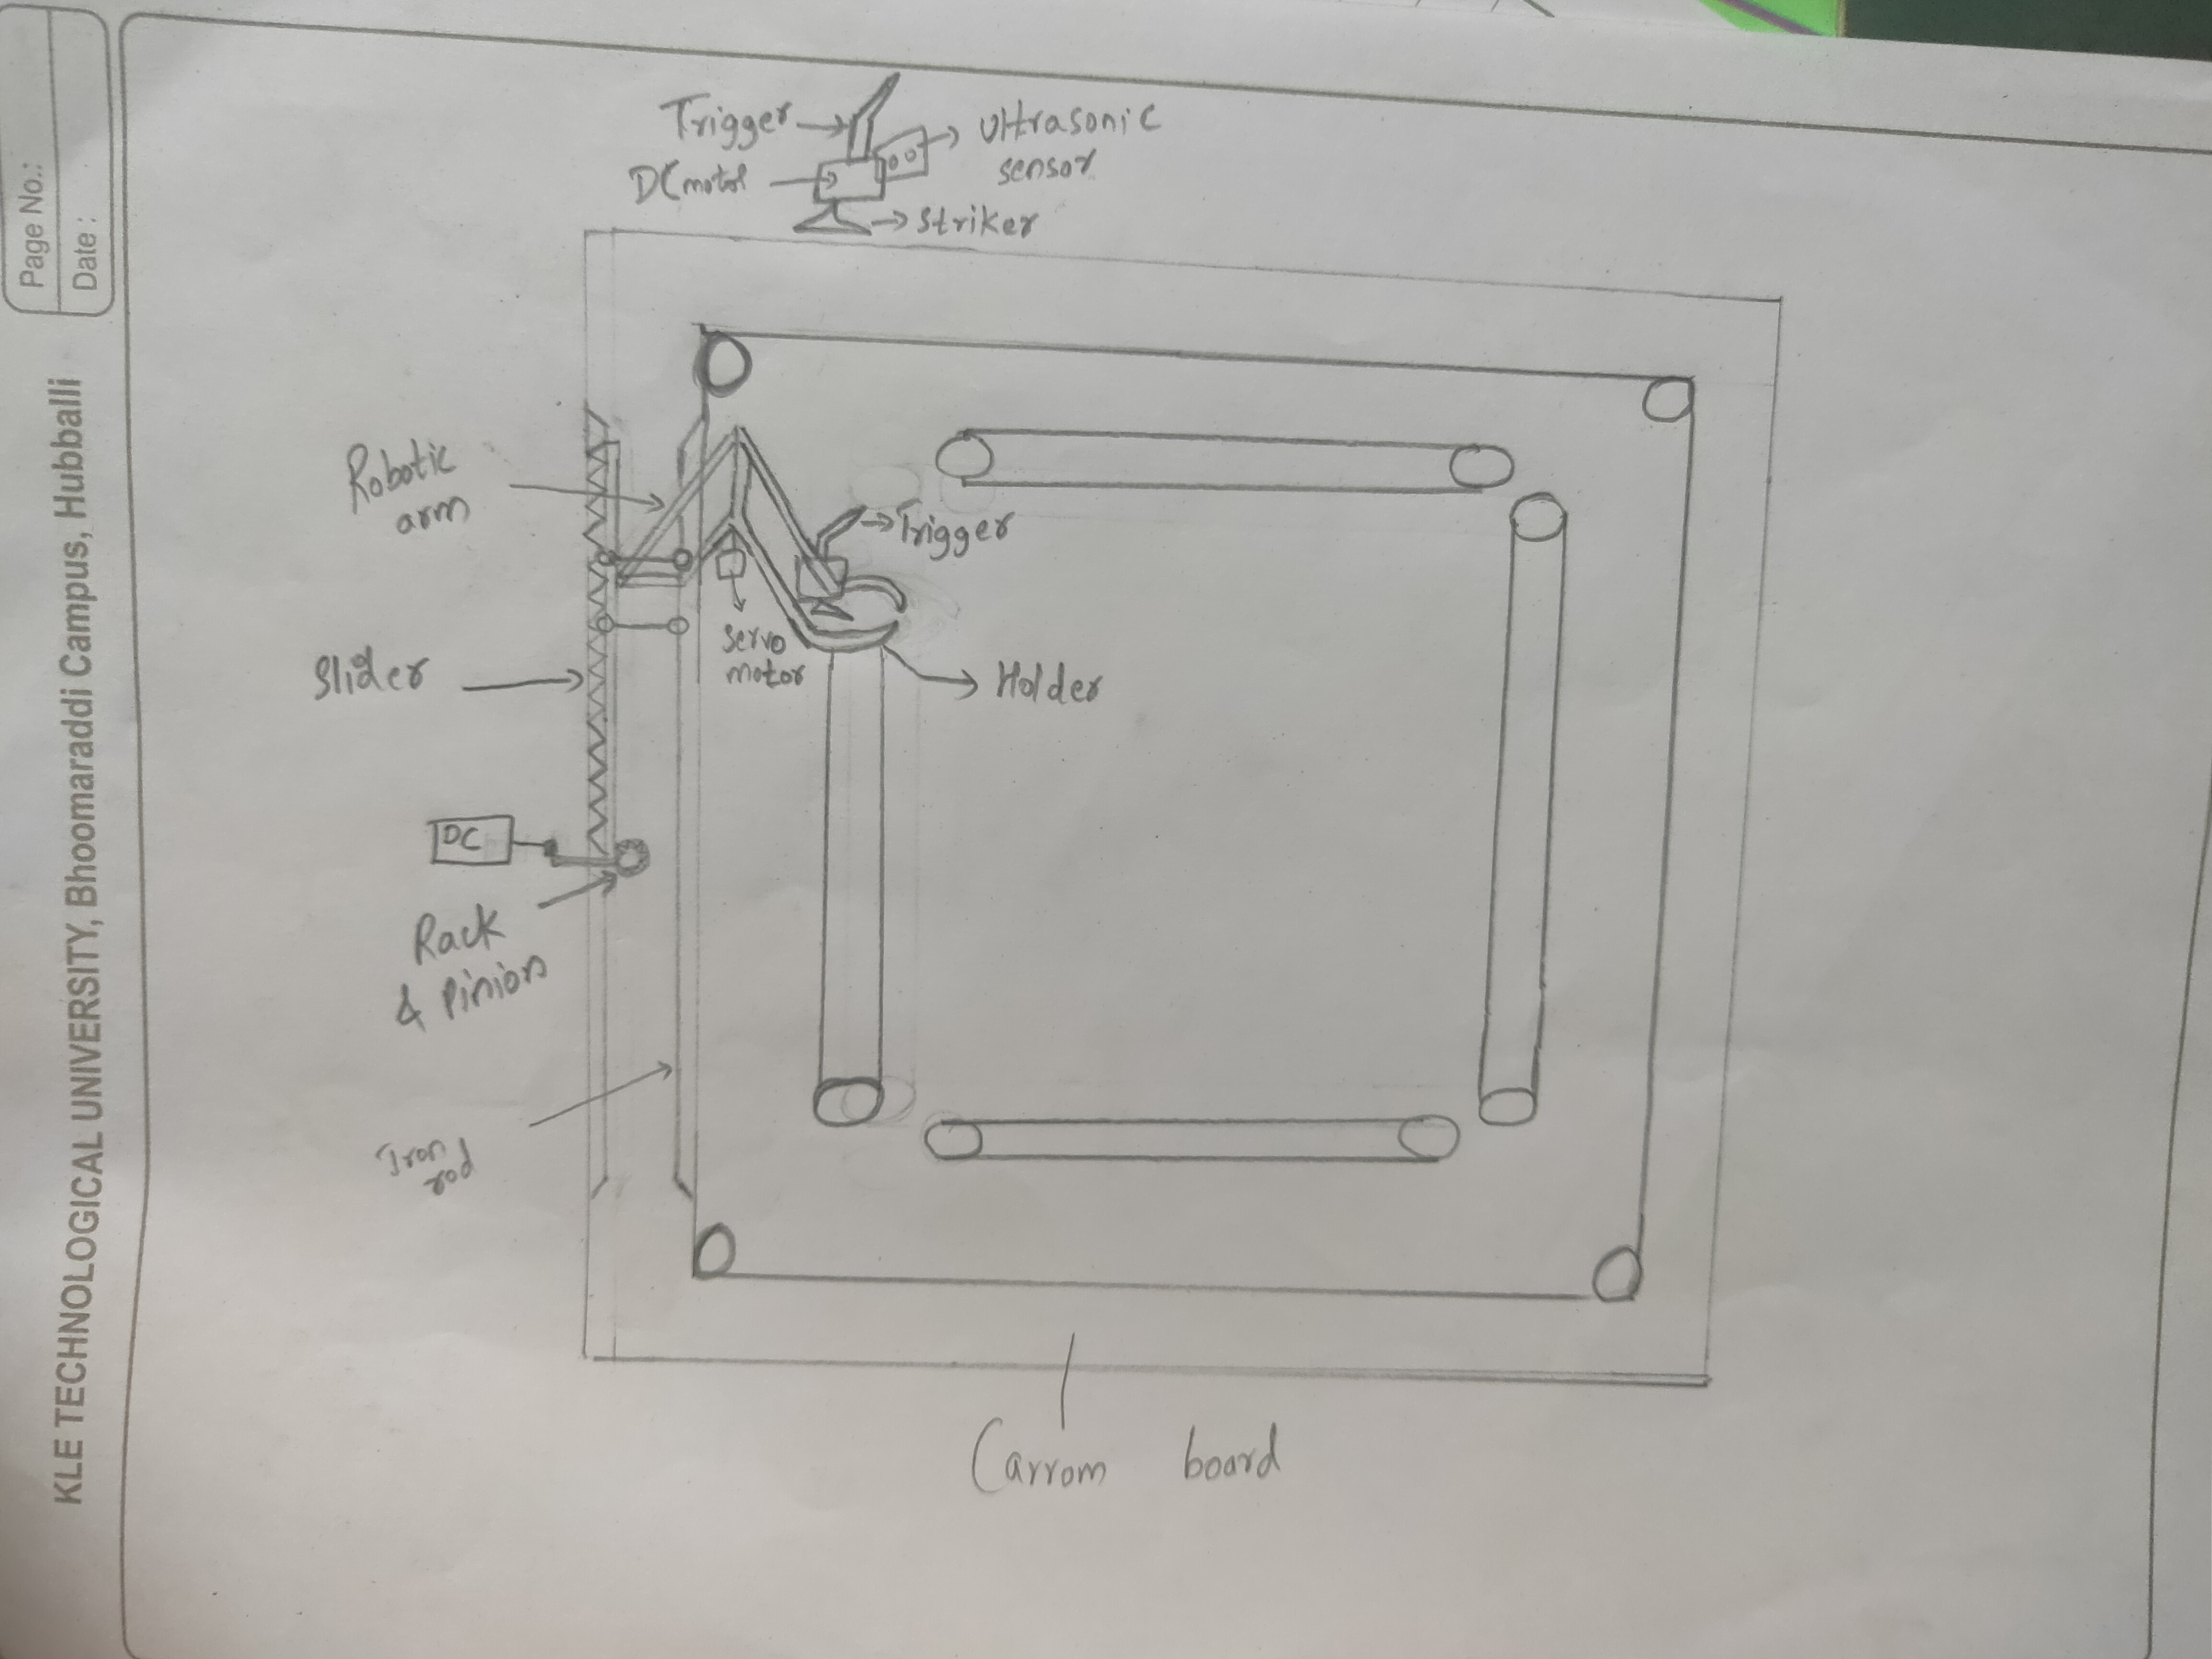 Page No.:
Date :
KLE TECHNOLOGICAL UNIVERSITY, Bhoomaraddi Campus, Hubballi
Trigger
Ultrasonic
sensor
DC motor
Striker
Robotic
arm
Trigger
Servo
motor
Slider
Holder
DC
Rack
& Pinion
Iron
rod
Carrom board